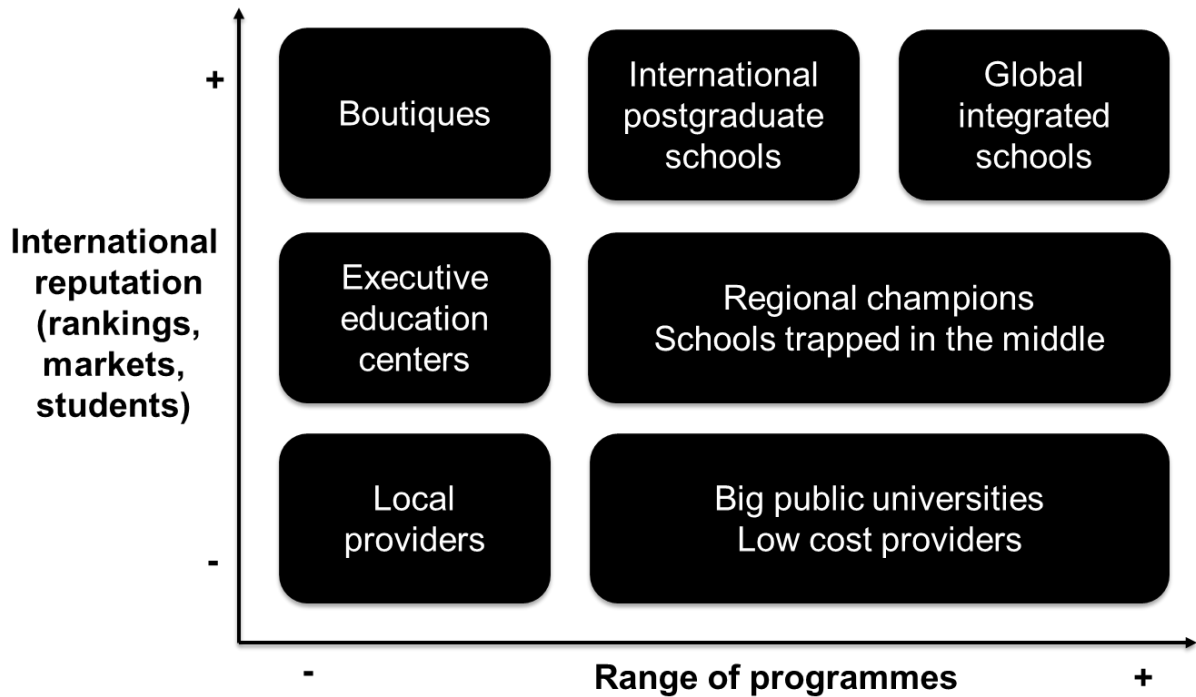 +
Boutiques
International
postgraduate
schools
Global
integrated
schools
International
reputation
(rankings,
markets,
students)
Executive
education
centers
Regional champions
Schools trapped in the middle
Local
providers
Big public universities
Low cost providers
-
-
Range of programmes
+